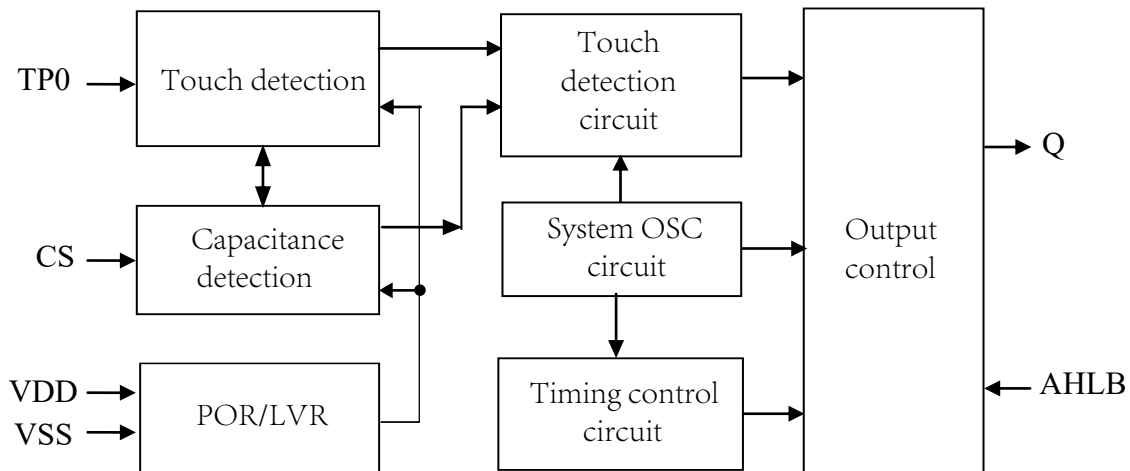 TP0
Touch detection
Touch
detection
circuit
Q
CS
Capacitance
detection
System OSC
circuit
Output
control
VDD
VSS
POR/LVR
Timing control
circuit
AHLB